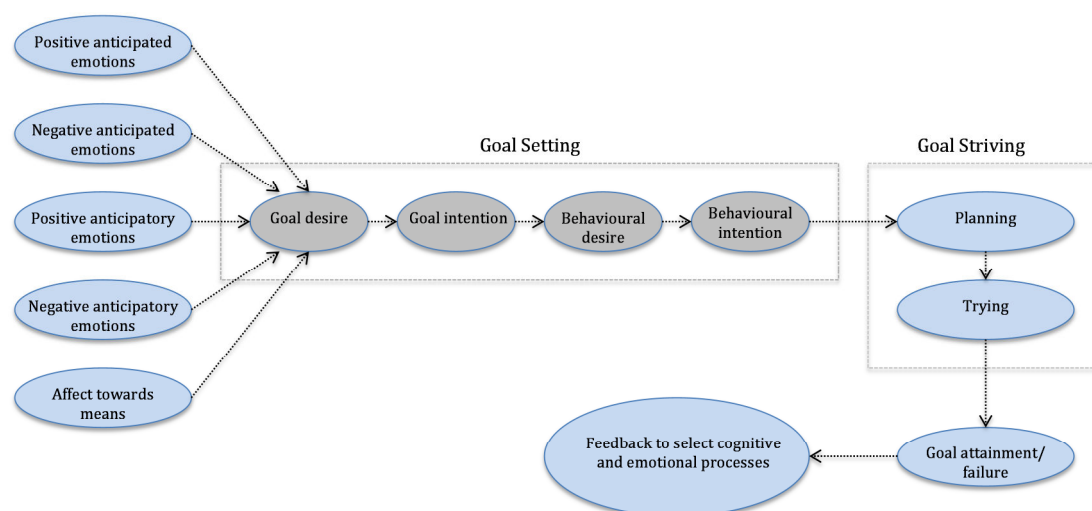 Positive anticipated
emotions
Negative anticipated
emotions
Positive anticipatory
emotions
Negative anticipatory
emotions
Affect towards
means
Goal Setting
Goal desire
Goal intention
Behavioural
desire
Behavioural
intention
Goal Striving
Planning
Trying
Goal attainment/
failure
Feedback to select cognitive
and emotional processes